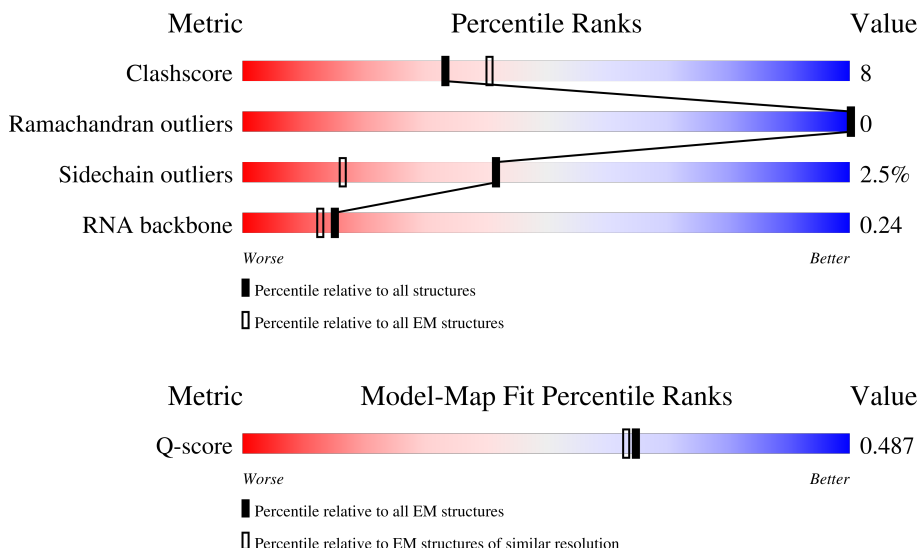 Metric Percentile Ranks Value
Clashscore 8
Ramachandran outliers 0
Sidechain outliers 2.5%
RNA backbone 0.24
Worse Better
Percentile relative to all structures
Percentile relative to all EM structures
Metric Model-Map Fit Percentile Ranks Value
Q-score 0.487
Worse Better
Percentile relative to all EM structures
Percentile relative to EM structures of similar resolution